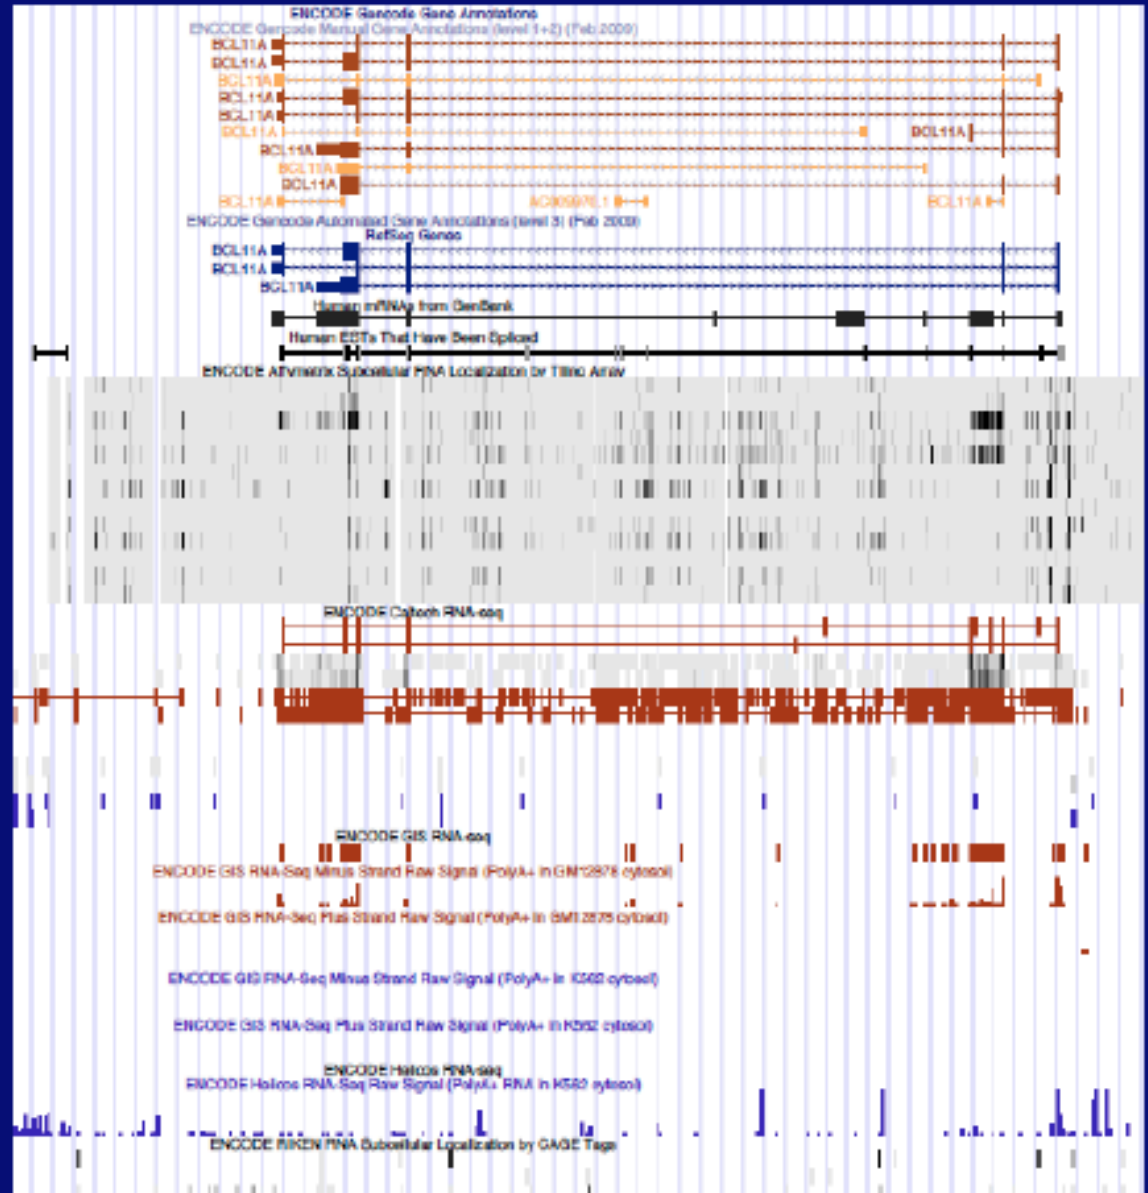 ENCODE Gencode Gene Annotations
ENCODE Gencode Manual Gene Annotations (level 1+2) (Feb 2009)
BCL11A
BCL11A
BCL11A
BCL11A
BCL11A
BCL11A BCL11A
BCL11A
BCL11A
BCL11A
BCL11A BCL11A
ENCODE Gencode Automated Gene Annotations (level 3) (Feb 2009)
RefSeq Genes
BCL11A
BCL11A
BCL11A
Human mRNAs from GenBank
Human ESTs That Have Been Spliced
ENCODE Affymetrix Subcellular RNA Localization by Tiling Array
ENCODE Caltech RNA-seq
ENCODE GIS RNA-seq
ENCODE GIS RNA-Seq Minus Strand Raw Signal (PolyA+ in GM12878 cytosol)
ENCODE GIS RNA-Seq Plus Strand Raw Signal (PolyA+ in GM12878 cytosol)
ENCODE GIS RNA-Seq Minus Strand Raw Signal (PolyA+ in K562 cytosol)
ENCODE GIS RNA-Seq Plus Strand Raw Signal (PolyA+ in K562 cytosol)
ENCODE Helicos RNA-seq
ENCODE Helicos RNA-Seq Raw Signal (PolyA+ RNA in K562 cytosol)
ENCODE RIKEN RNA Subcellular Localization by CAGE Tags